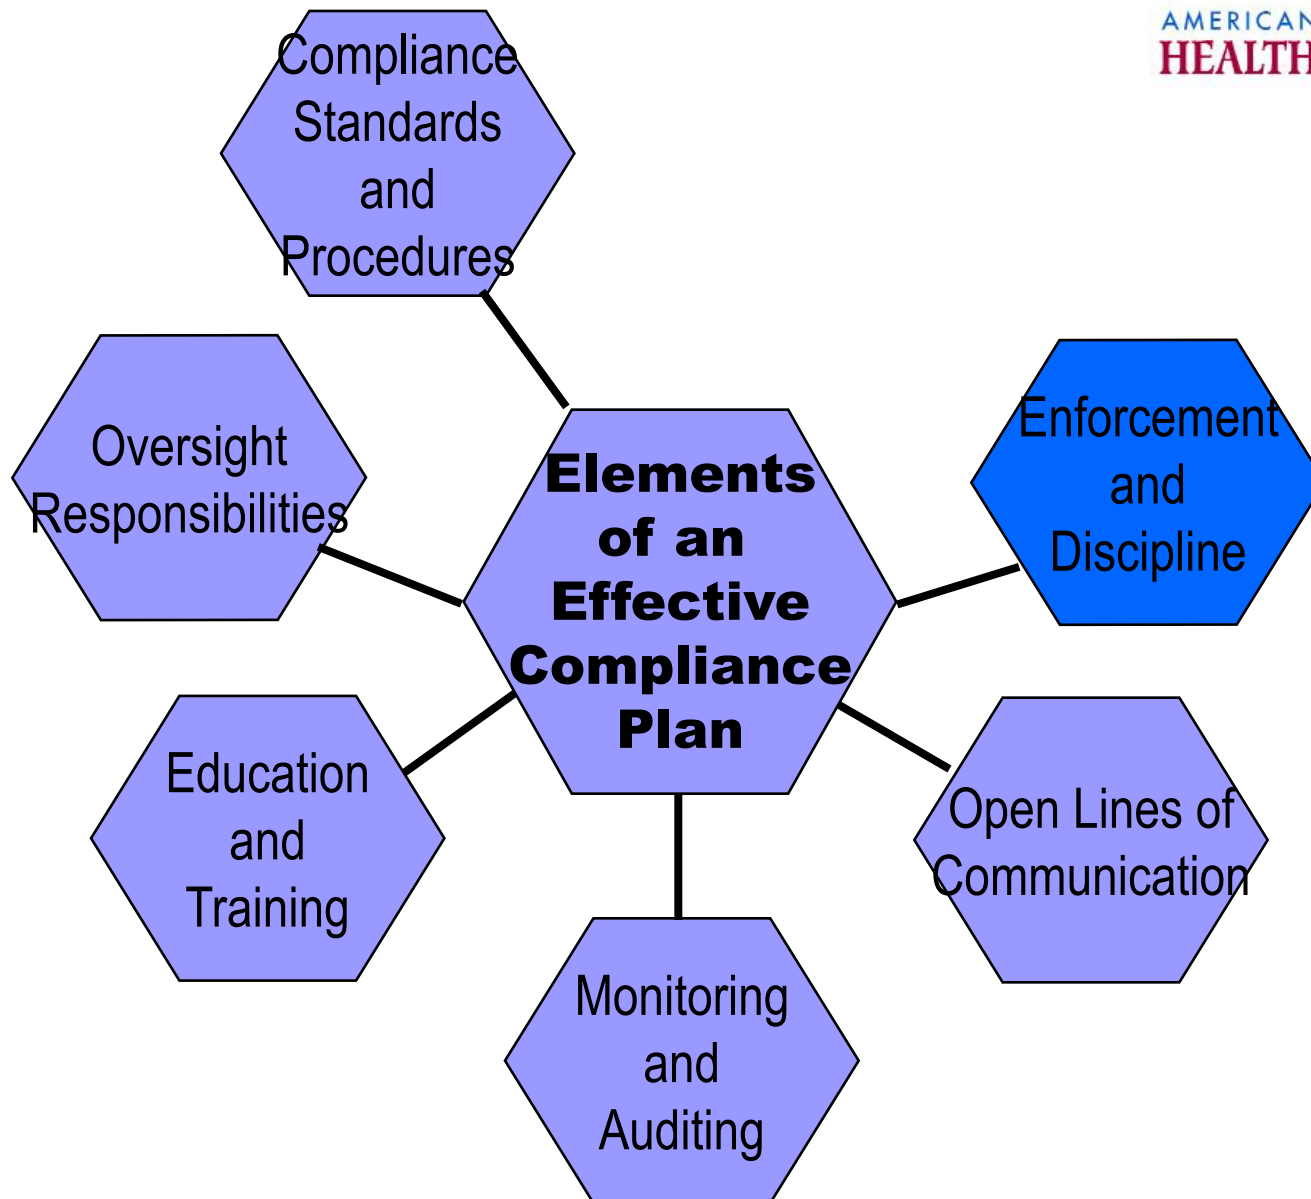 AMERICAN
HEALTH
Compliance
Standards
and
Procedures
Oversight
Responsibilities
Enforcement
and
Discipline
Elements
of an
Effective
Compliance
Plan
Education
and
Training
Open Lines of
Communication
Monitoring
and
Auditing